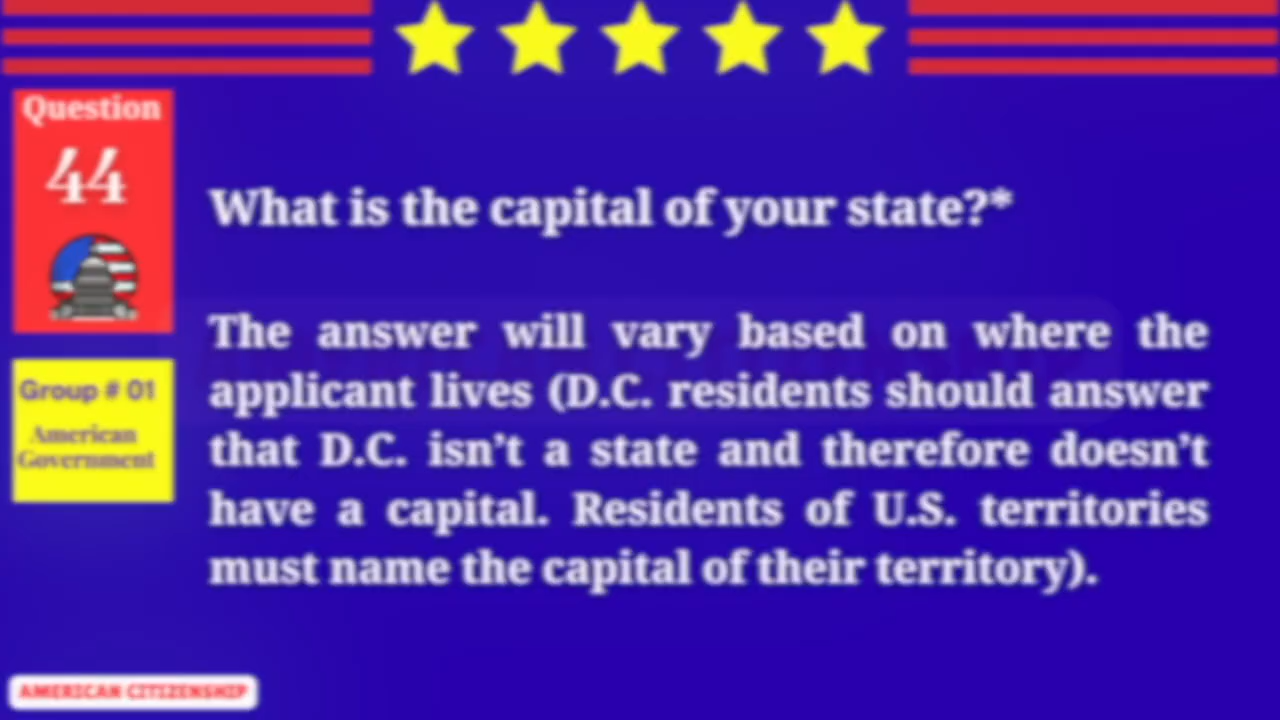 Question
44
What is the capital of your state?*
The answer will vary based on where the
applicant lives (D.C. residents should answer
that D.C. isn’t a state and therefore doesn’t
have a capital. Residents of U.S. territories
must name the capital of their territory).
Group # 01
American
Government
AMERICAN CITIZENSHIP